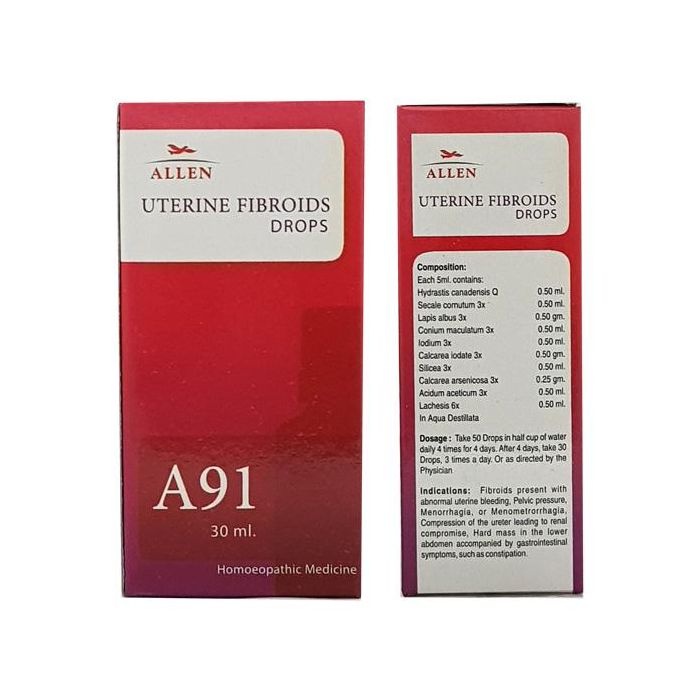 ALLEN
UTERINE FIBROIDS
DROPS
A91
30 ml.
Homoeopathic Medicine
ALLEN
UTERINE FIBROIDS
DROPS
Composition:
Each 5ml. contains:
Hydrastis canadensis Q 0.50 ml.
Secale cornutum 3x 0.50 ml.
Lapis albus 3x 0.50 gm.
Conium maculatum 3x 0.50 ml.
Iodium 3x 0.50 ml.
Calcarea iodate 3x 0.50 gm.
Silicea 3x 0.50 ml.
Calcarea arsenicosa 3x 0.25 gm.
Acidum aceticum 3x 0.50 ml.
Lachesis 6x 0.50 ml.
In Aqua Destillata
Dosage : Take 50 Drops in half cup of water
daily 4 times for 4 days. After 4 days, take 30
Drops, 3 times a day. Or as directed by the
Physician
Indications: Fibroids present with
abnormal uterine bleeding, Pelvic pressure,
Menorrhagia, or Menometrorrhagia,
Compression of the ureter leading to renal
compromise, Hard mass in the lower
abdomen accompanied by gastrointestinal
symptoms, such as constipation.